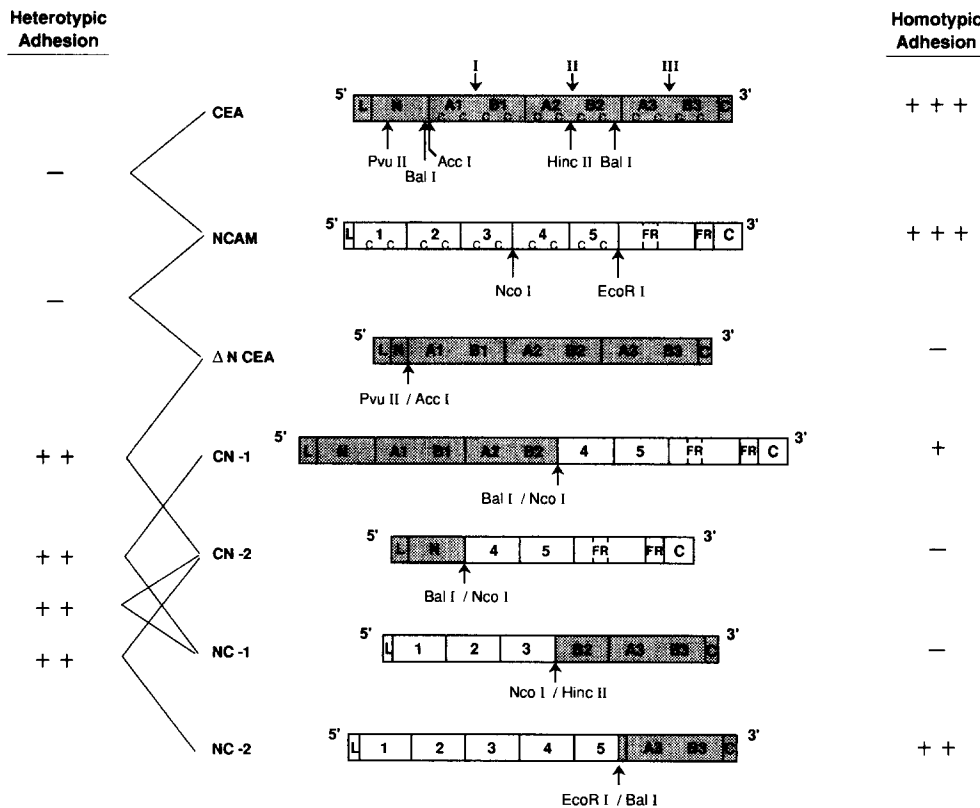 Heterotypic
Adhesion
Homotypic
Adhesion
I II III
5' 3'
CEA L N A1 B1 A2 B2 A3 B3 C + + +
C C C C C C C C C C C C
Pvu II Bal I Acc I Hinc II Bal I
−
5' 3'
NCAM L 1 2 3 4 5 FR FR C + + +
C C C C C C C C C C
Nco I EcoR I
−
5' 3'
Δ N CEA L N A1 B1 A2 B2 A3 B3 C −
Pvu II / Acc I
5' 3'
+ + CN -1 L N A1 B1 A2 B2 4 5 FR FR C +
Bal I / Nco I
5' 3'
+ + CN -2 L N 4 5 FR FR C −
Bal I / Nco I
+ +
5' 3'
+ + NC -1 L 1 2 3 B2 A3 B3 C −
Nco I / Hinc II
5' 3'
NC -2 L 1 2 3 4 5 A3 B3 C + +
EcoR I / Bal I